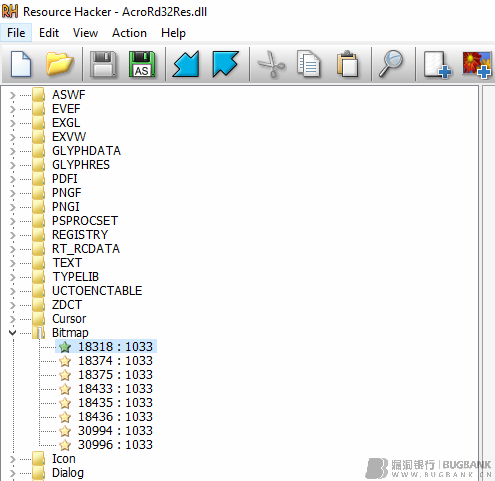 RH Resource Hacker - AcroRd32Res.dll
File Edit View Action Help
AS
ASWF
EVEF
EXGL
EXVW
GLYPHDATA
GLYPHRES
PDFI
PNGF
PNGI
PSPROCSET
REGISTRY
RT_RCDATA
TEXT
TYPELIB
UCTOENCTABLE
ZDCT
Cursor
Bitmap
18318 : 1033
18374 : 1033
18375 : 1033
18433 : 1033
18435 : 1033
18436 : 1033
30994 : 1033
30996 : 1033
Icon
Dialog
漏洞银行|BUGBANK
WWW.BUGBANK.CN